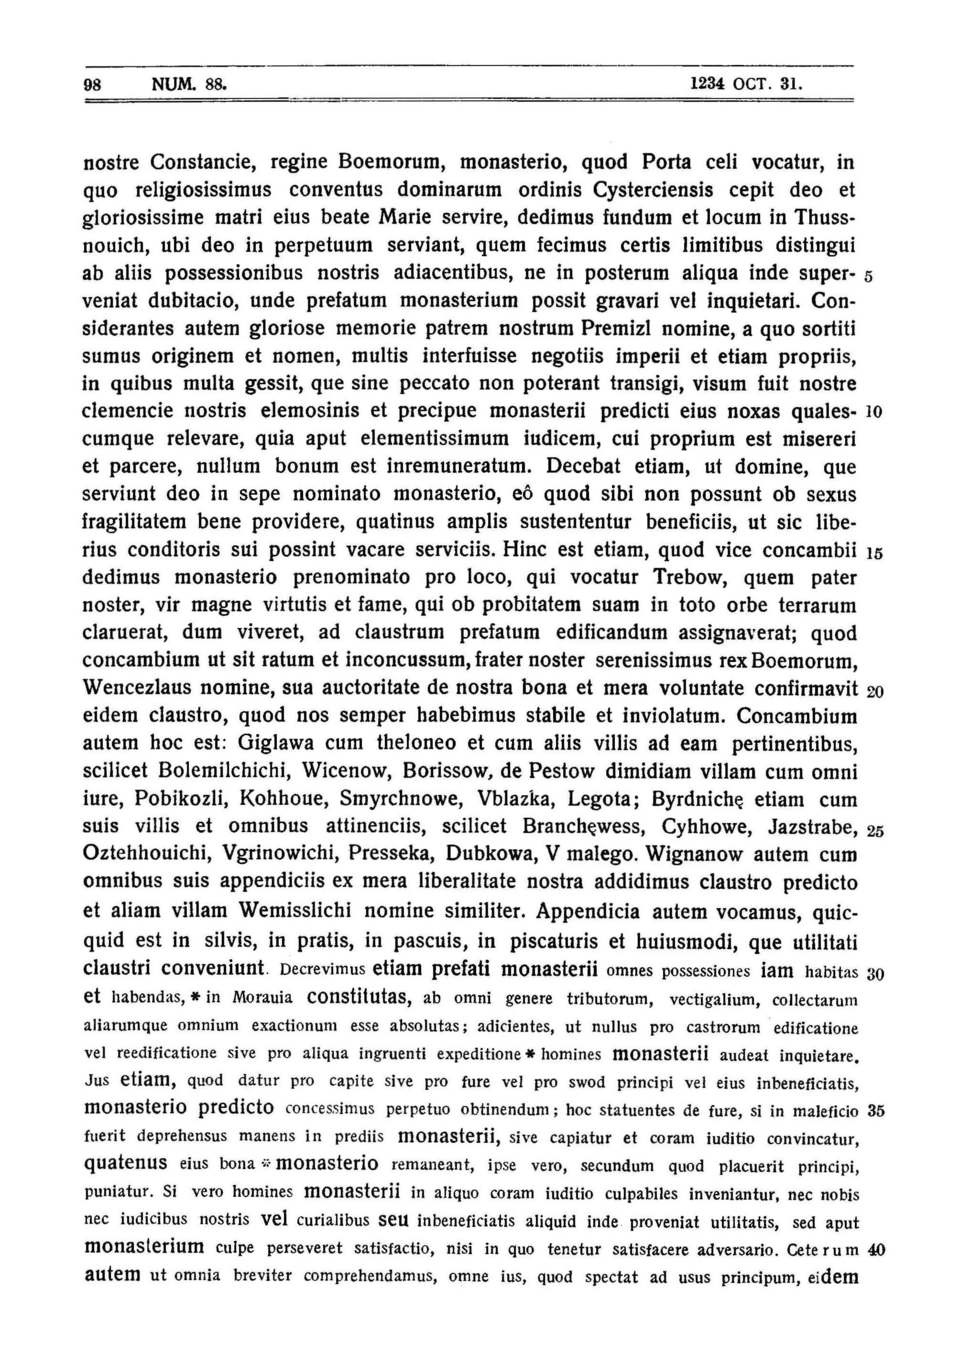 98 NUM. 88. 1234 OCT. 31.
nostre Constancie, regine Boemorum, monasterio, quod Porta celi vocatur, in
quo religiosissimus conventus dominarum ordinis Cysterciensis cepit deo et
gloriosissime matri eius beate Marie servire, dedimus fundum et locum in Thuss-
nouich, ubi deo in perpetuum serviant, quem fecimus certis limitibus distingui
ab aliis possessionibus nostris adiacentibus, ne in posterum aliqua inde super- 5
veniat dubitacio, unde prefatum monasterium possit gravari vel inquietari. Con-
siderantes autem gloriose memorie patrem nostrum Premizl nomine, a quo sortiti
sumus originem et nomen, multis interfuisse negotiis imperii et etiam propriis,
in quibus multa gessit, que sine peccato non poterant transigi, visum fuit nostre
clemencie nostris elemosinis et precipue monasterii predicti eius noxas quales- 10
cumque relevare, quia aput elementissimum iudicem, cui proprium est misereri
et parcere, nullum bonum est inremuneratum. Decebat etiam, ut domine, que
serviunt deo in sepe nominato monasterio, eô quod sibi non possunt ob sexus
fragilitatem bene providere, quatinus amplis sustententur beneficiis, ut sic libe-
rius conditoris sui possint vacare serviciis. Hinc est etiam, quod vice concambii 15
dedimus monasterio prenominato pro loco, qui vocatur Trebow, quem pater
noster, vir magne virtutis et fame, qui ob probitatem suam in toto orbe terrarum
claruerat, dum viveret, ad claustrum prefatum edificandum assignaverat; quod
concambium ut sit ratum et inconcussum, frater noster serenissimus rex Boemorum,
Wencezlaus nomine, sua auctoritate de nostra bona et mera voluntate confirmavit 20
eidem claustro, quod nos semper habebimus stabile et inviolatum. Concambium
autem hoc est: Giglawa cum theloneo et cum aliis villis ad eam pertinentibus,
scilicet Bolemilchichi, Wicenow, Borissow, de Pestow dimidiam villam cum omni
iure, Pobikozli, Kohhoue, Smyrchnowe, Vblazka, Legota; Byrdnichę etiam cum
suis villis et omnibus attinenciis, scilicet Branchęwess, Cyhhowe, Jazstrabe, 25
Oztehhouichi, Vgrinowichi, Presseka, Dubkowa, V malego. Wignanow autem cum
omnibus suis appendiciis ex mera liberalitate nostra addidimus claustro predicto
et aliam villam Wemisslichi nomine similiter. Appendicia autem vocamus, quic-
quid est in silvis, in pratis, in pascuis, in piscaturis et huiusmodi, que utilitati
claustri conveniunt. Decrevimus etiam prefati monasterii omnes possessiones iam habitas 30
et habendas, * in Morauia constitutas, ab omni genere tributorum, vectigalium, collectarum
aliarumque omnium exactionum esse absolutas; adicientes, ut nullus pro castrorum edificatione
vel reedificatione sive pro aliqua ingruenti expeditione * homines monasterii audeat inquietare.
Jus etiam, quod datur pro capite sive pro fure vel pro swod principi vel eius inbeneficiatis,
monasterio predicto concessimus perpetuo obtinendum; hoc statuentes de fure, si in maleficio 35
fuerit deprehensus manens in prediis monasterii, sive capiatur et coram iuditio convincatur,
quatenus eius bona * monasterio remaneant, ipse vero, secundum quod placuerit principi,
puniatur. Si vero homines monasterii in aliquo coram iuditio culpabiles inveniantur, nec nobis
nec iudicibus nostris vel curialibus seu inbeneficiatis aliquid inde proveniat utilitatis, sed aput
monasterium culpe perseveret satisfactio, nisi in quo tenetur satisfacere adversario. Ceterum 40
autem ut omnia breviter comprehendamus, omne ius, quod spectat ad usus principum, eidem